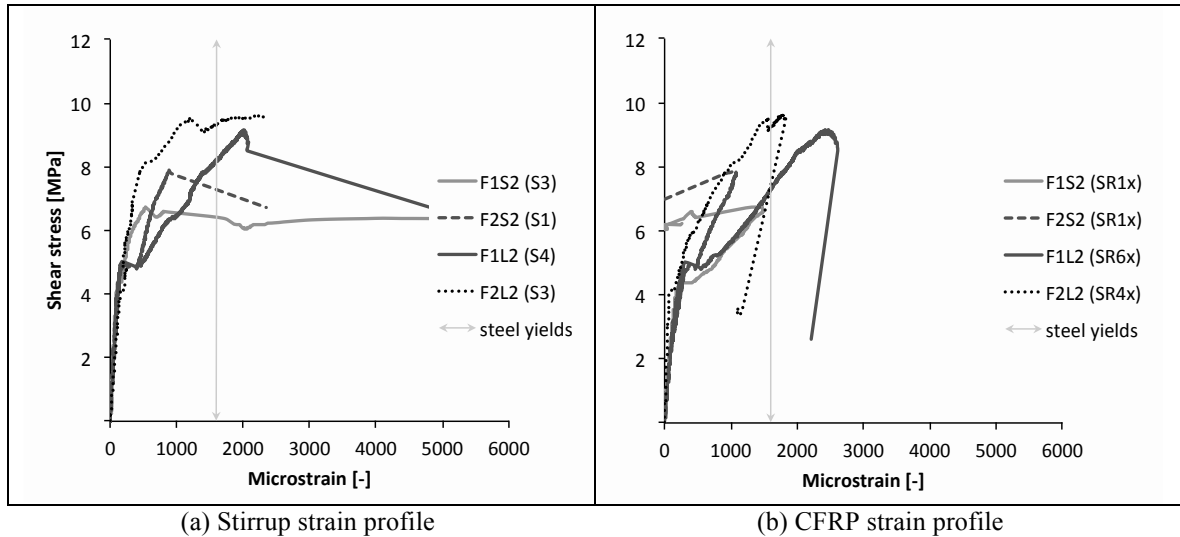 12
10
8
6
4
2
Shear stress [MPa]
0 1000 2000 3000 4000 5000 6000
Microstrain [-]
F1S2 (S3)
F2S2 (S1)
F1L2 (S4)
F2L2 (S3)
steel yields
(a) Stirrup strain profile
12
10
8
6
4
2
0 1000 2000 3000 4000 5000 6000
Microstrain [-]
F1S2 (SR1x)
F2S2 (SR1x)
F1L2 (SR6x)
F2L2 (SR4x)
steel yields
(b) CFRP strain profile